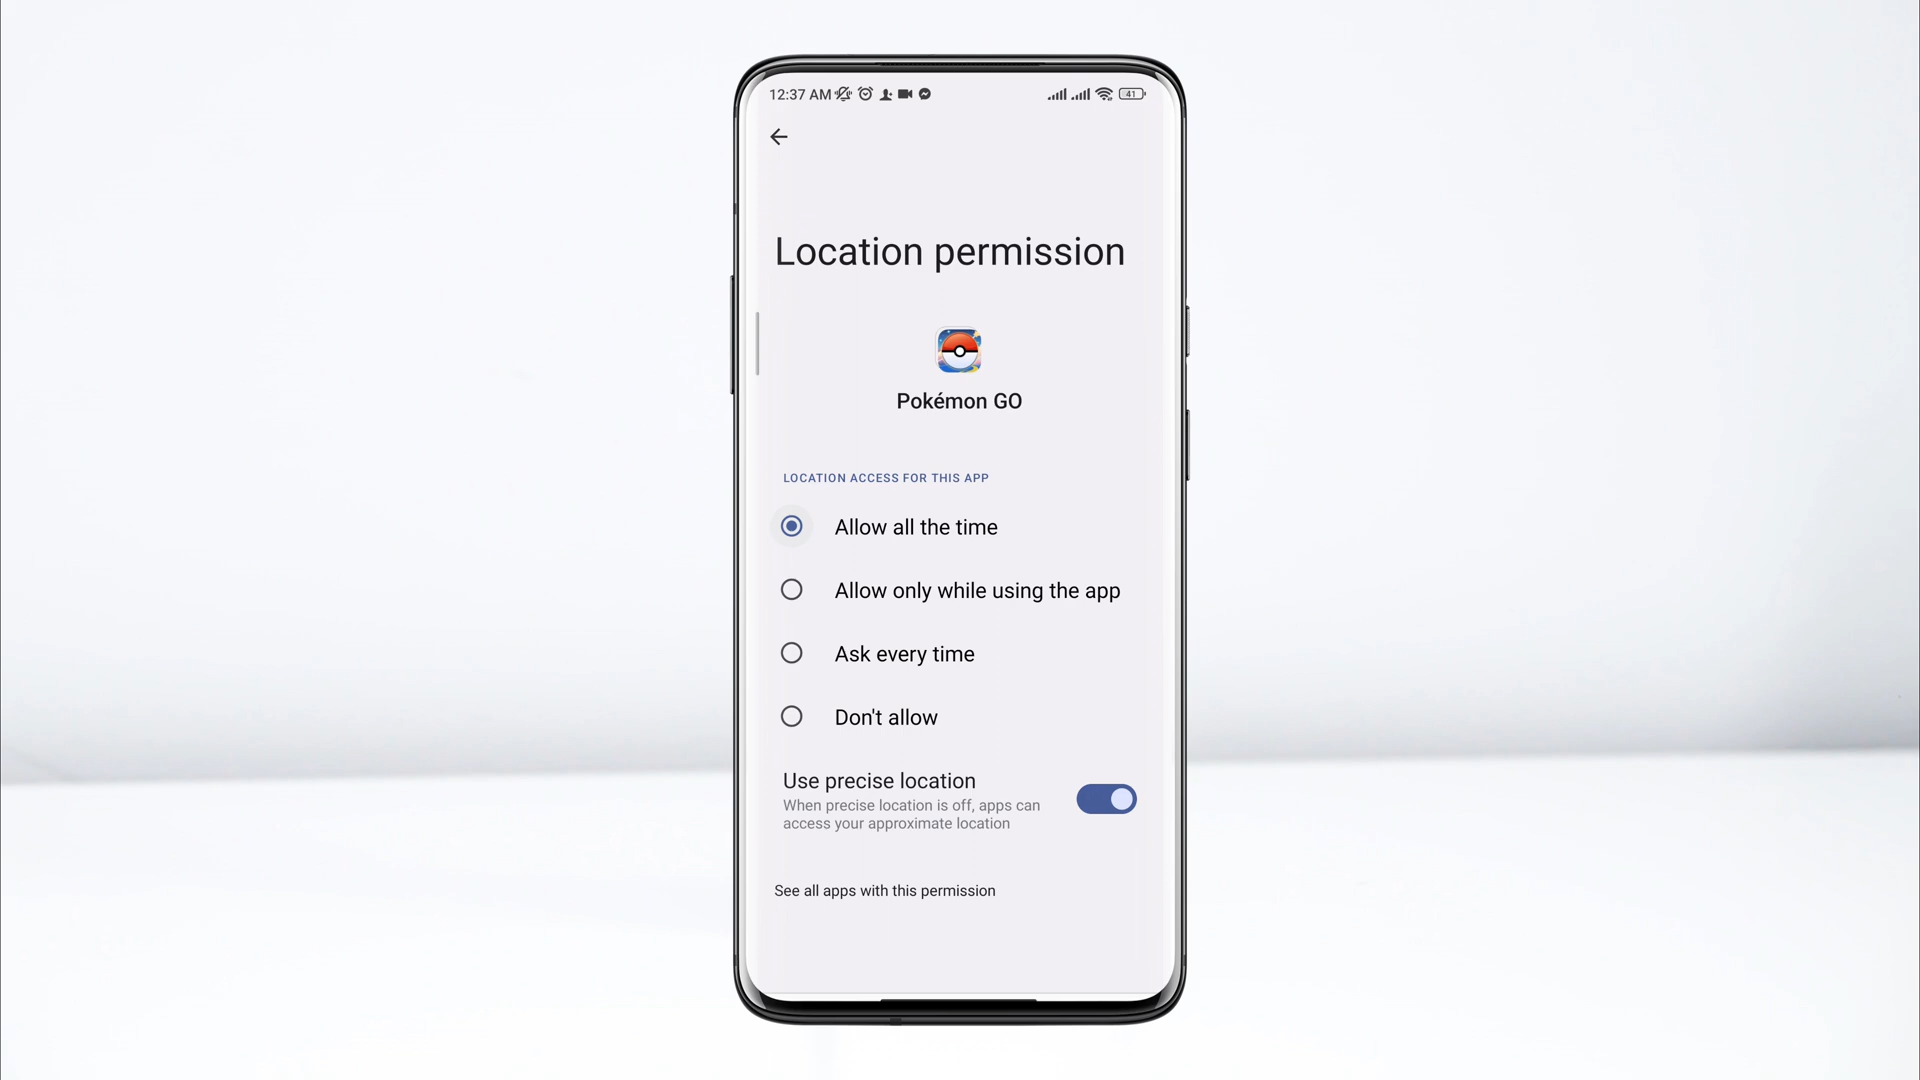 12:37 AM 41
Location permission
Pokémon GO
LOCATION ACCESS FOR THIS APP
Allow all the time
Allow only while using the app
Ask every time
Don't allow
Use precise location
When precise location is off, apps can
access your approximate location
See all apps with this permission